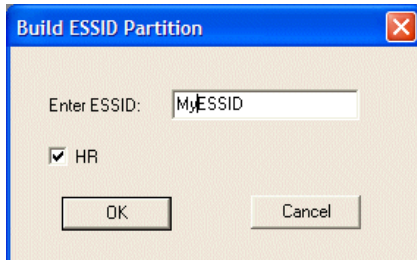 Build ESSID Partition
Enter ESSID: MyESSID
HR
OK Cancel